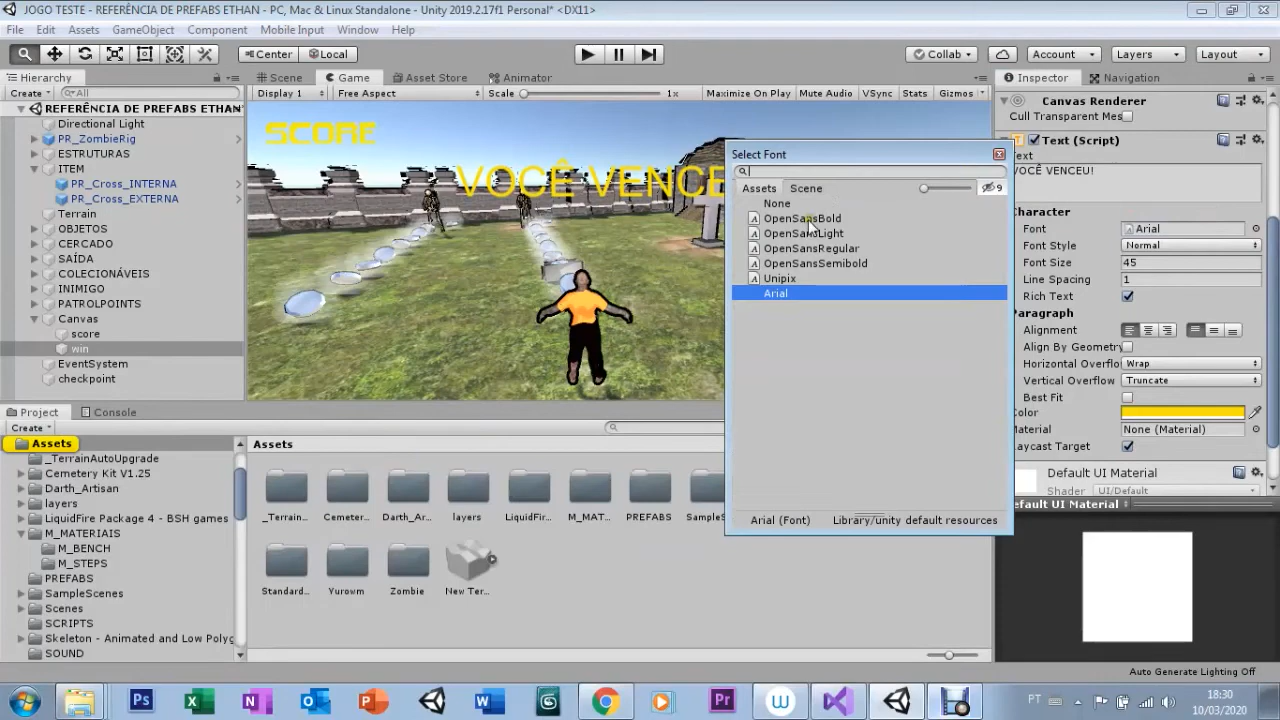 JOGO TESTE - REFERÊNCIA DE PREFABS ETHAN - PC, Mac & Linux Standalone - Unity 2019.2.17f1 Personal* <DX11>
File Edit Assets GameObject Component Mobile Input Window Help
Center Local Collab Account Layers Layout
Hierarchy Scene Game Asset Store Animator Inspector Navigation
Create All Display 1 Free Aspect Scale 1x Maximize On Play Mute Audio VSync Stats Gizmos
Canvas Renderer
Cull Transparent Mes
REFERÊNCIA DE PREFABS ETHAN*
Directional Light
PR_ZombieRig
ESTRUTURAS
ITEM
PR_Cross_INTERNA
PR_Cross_EXTERNA
Terrain
OBJETOS
CERCADO
SAÍDA
INIMIGO
PATROLPOINTS
Canvas
score
win
EventSystem
checkpoint
SCORE
VOCÊ VENCE
Select Font
Assets Scene 9
None
OpenSansBold
OpenSansLight
OpenSansRegular
OpenSansSemibold
Unipix
Arial
Arial (Font) Library/unity default resources
Text (Script)
Text
VOCÊ VENCEU!
Character
Font Arial
Font Style Normal
Font Size 45
Line Spacing 1
Rich Text
Paragraph
Alignment
Align By Geometry
Horizontal Overflo Wrap
Vertical Overflow Truncate
Best Fit
Color
Material None (Material)
Raycast Target
Default UI Material
Shader UI/Default
efault UI Material
Project Console
Create
Assets
_TerrainAutoUpgrade
Cemetery Kit V1.25
Darth_Artisan
layers
LiquidFire Package 4 - BSH games
M_MATERIAIS
M_BENCH
M_STEPS
PREFABS
SampleScenes
Scenes
SCRIPTS
Skeleton - Animated and Low Polyg
SOUND
Assets
_Terrain... Cemeter... Darth_Ar... layers LiquidFir... M_MAT... PREFABS SampleS
Standard... Yurowm Zombie New Ter...
Auto Generate Lighting Off
PT 18:30
10/03/2020